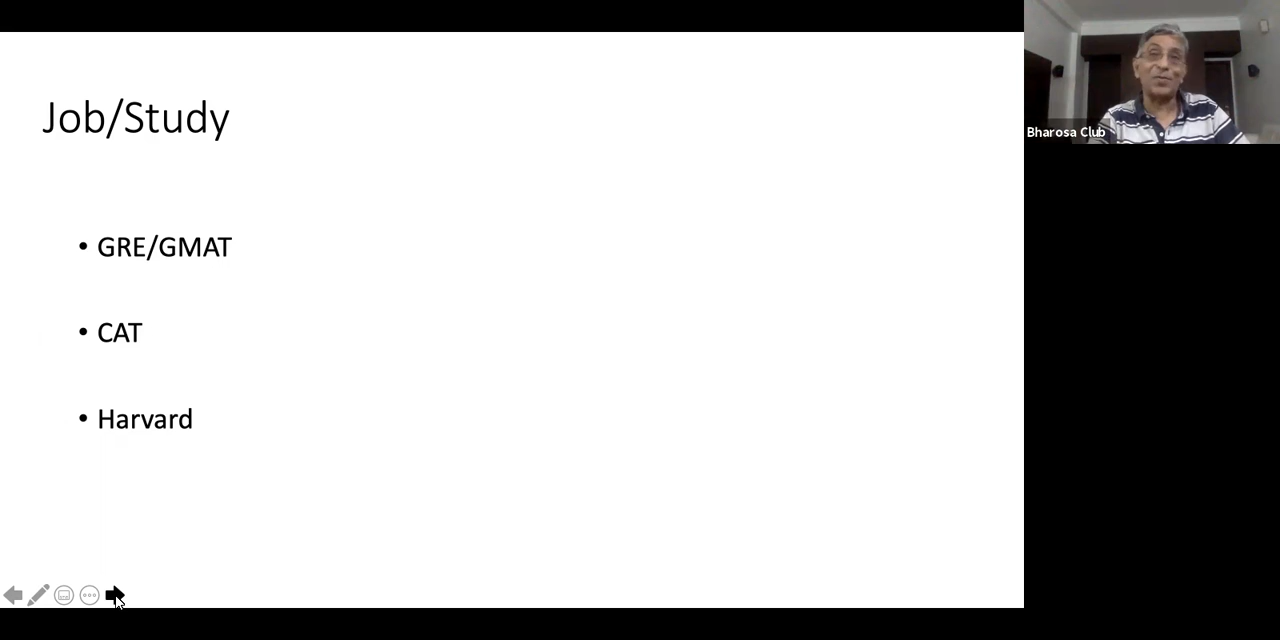 Job/Study
• GRE/GMAT
• CAT
• Harvard
Bharosa Club